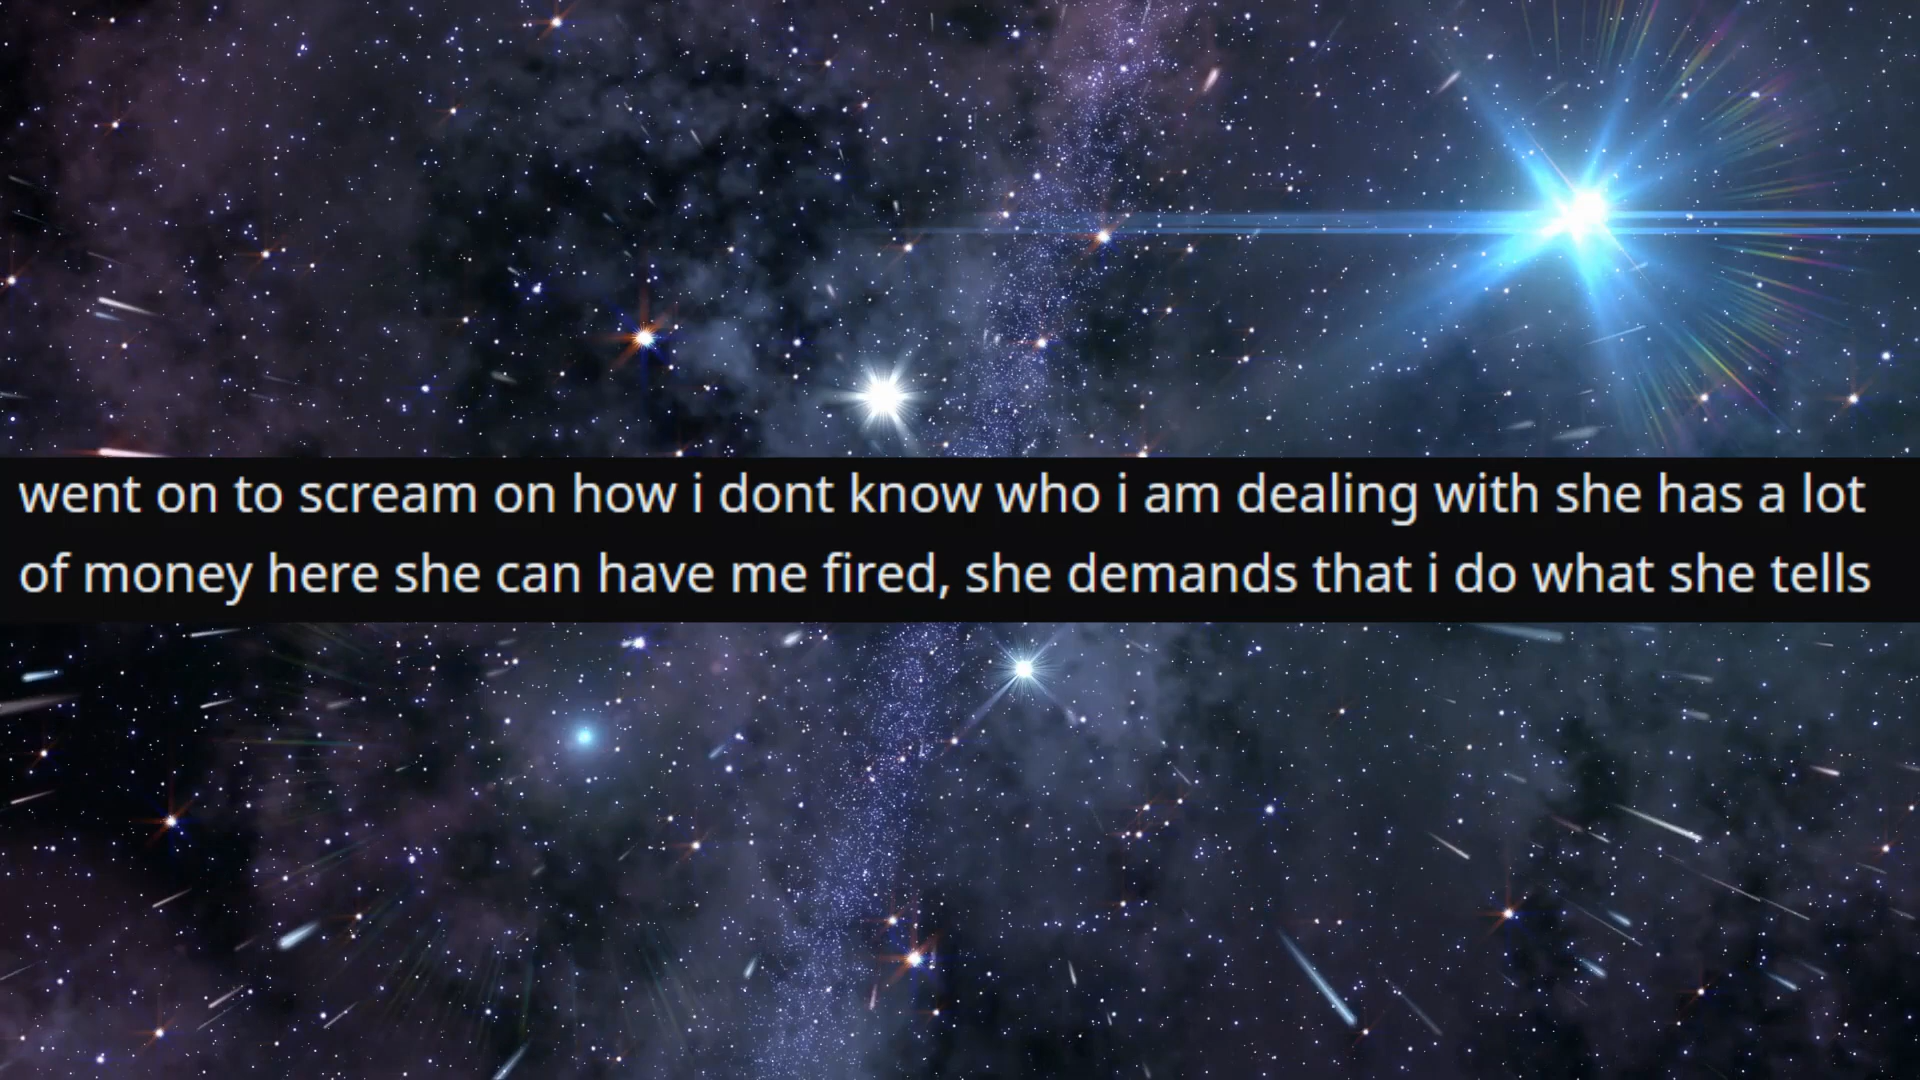 went on to scream on how i dont know who i am dealing with she has a lot
of money here she can have me fired, she demands that i do what she tells